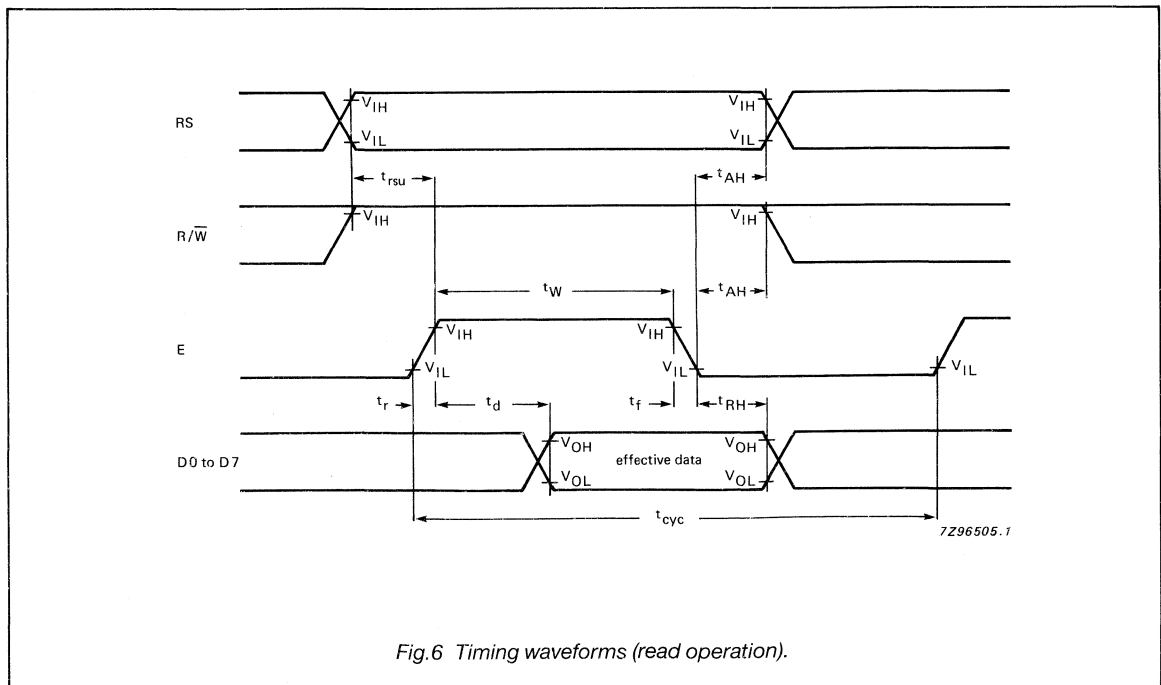 RS
V_IH
V_IL
V_IH
V_IL
t_rsu
t_AH
R/W̅
V_IH
V_IH
t_W
t_AH
E
V_IH
V_IL
V_IH
V_IL
V_IL
t_r
t_d
t_f
t_RH
D0 to D7
V_OH
V_OL
effective data
V_OH
V_OL
t_cyc
7Z96505.1
Fig.6 Timing waveforms (read operation).